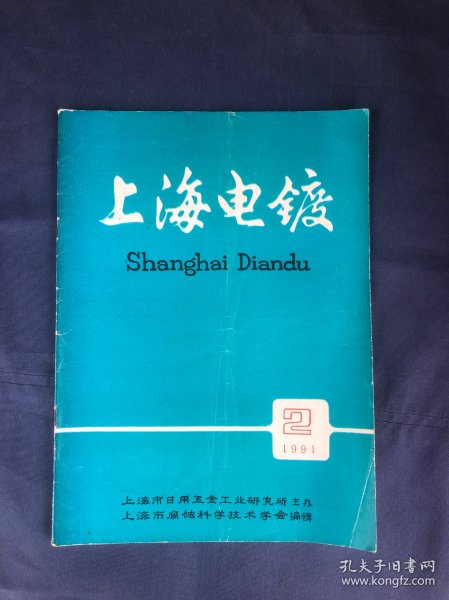 上海电镀
Shanghai Diandu
2
1991
上海市日用五金工业研究所主办
上海市腐蚀科学技术学会编辑
孔夫子旧书网
www.kongfz.com